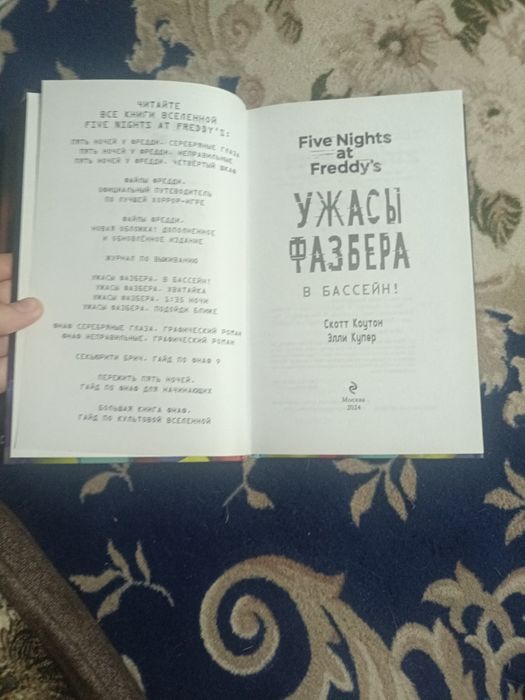 ЧИТАЙТЕ
ВСЕ КНИГИ ВСЕЛЕННОЙ
FIVE NIGHTS AT FREDDY'S:
ПЯТЬ НОЧЕЙ У ФРЕДДИ. СЕРЕБРЯНЫЕ ГЛАЗА
ПЯТЬ НОЧЕЙ У ФРЕДДИ. НЕПРАВИЛЬНЫЕ
ПЯТЬ НОЧЕЙ У ФРЕДДИ. ЧЕТВЁРТЫЙ ШКАФ
ФАЙЛЫ ФРЕДДИ.
ОФИЦИАЛЬНЫЙ ПУТЕВОДИТЕЛЬ
ПО ЛУЧШЕЙ ХОРРОР-ИГРЕ
ФАЙЛЫ ФРЕДДИ.
НОВАЯ ОБЛОЖКА! ДОПОЛНЕННОЕ
И ОБНОВЛЁННОЕ ИЗДАНИЕ
ЖУРНАЛ ПО ВЫЖИВАНИЮ
УЖАСЫ ФАЗБЕРА. В БАССЕЙН!
УЖАСЫ ФАЗБЕРА. ХВАТАЙКА
УЖАСЫ ФАЗБЕРА. 1:35 НОЧИ
УЖАСЫ ФАЗБЕРА. ПОДОЙДИ БЛИЖЕ
ФНАФ СЕРЕБРЯНЫЕ ГЛАЗА. ГРАФИЧЕСКИЙ РОМАН
ФНАФ НЕПРАВИЛЬНЫЕ. ГРАФИЧЕСКИЙ РОМАН
СЕКЬЮРИТИ БРИЧ. ГАЙД ПО ФНАФ 9
ПЕРЕЖИТЬ ПЯТЬ НОЧЕЙ.
ГАЙД ПО ФНАФ ДЛЯ НАЧИНАЮЩИХ
БОЛЬШАЯ КНИГА ФНАФ.
ГАЙД ПО КУЛЬТОВОЙ ВСЕЛЕННОЙ
Five Nights
at
Freddy's
УЖАСЫ
ФАЗБЕРА
В БАССЕЙН!
Скотт Коутон
Элли Купер
Москва
2024